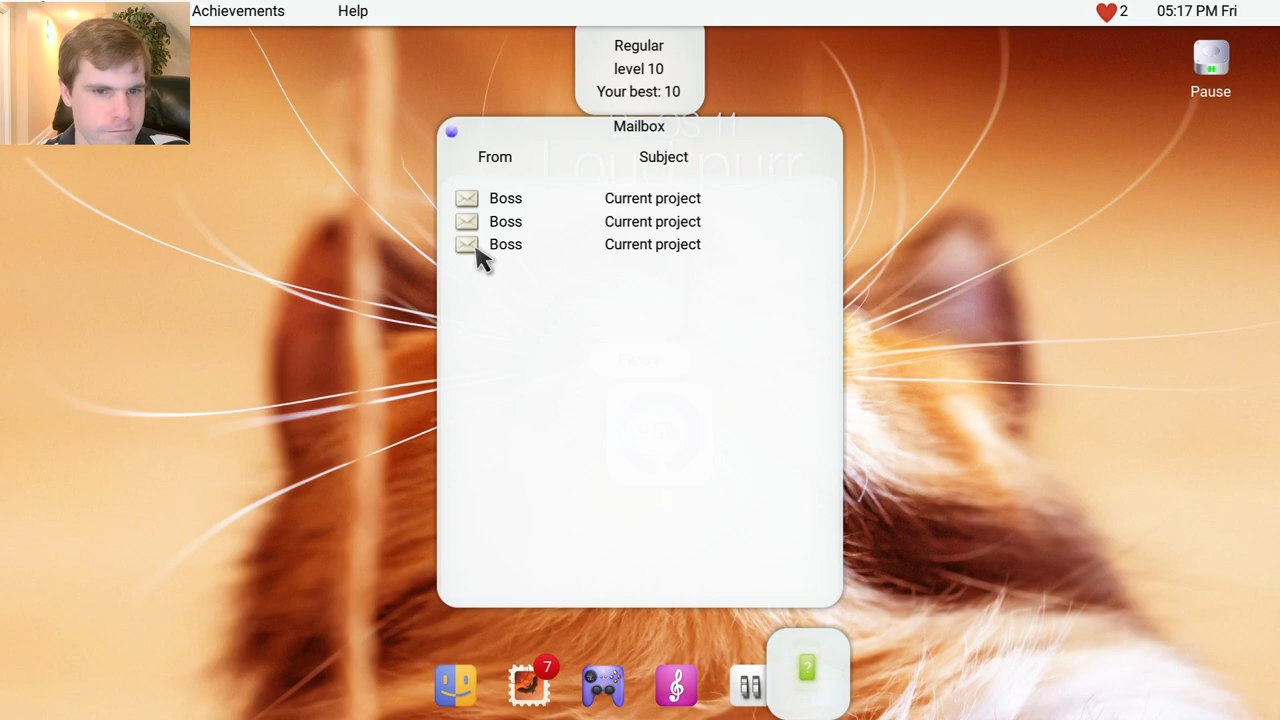 Achievements
Help
2
05:17 PM Fri
Regular
level 10
Your best: 10
Pause
Mailbox
From
Subject
Boss
Current project
Boss
Current project
Boss
Current project
7
?